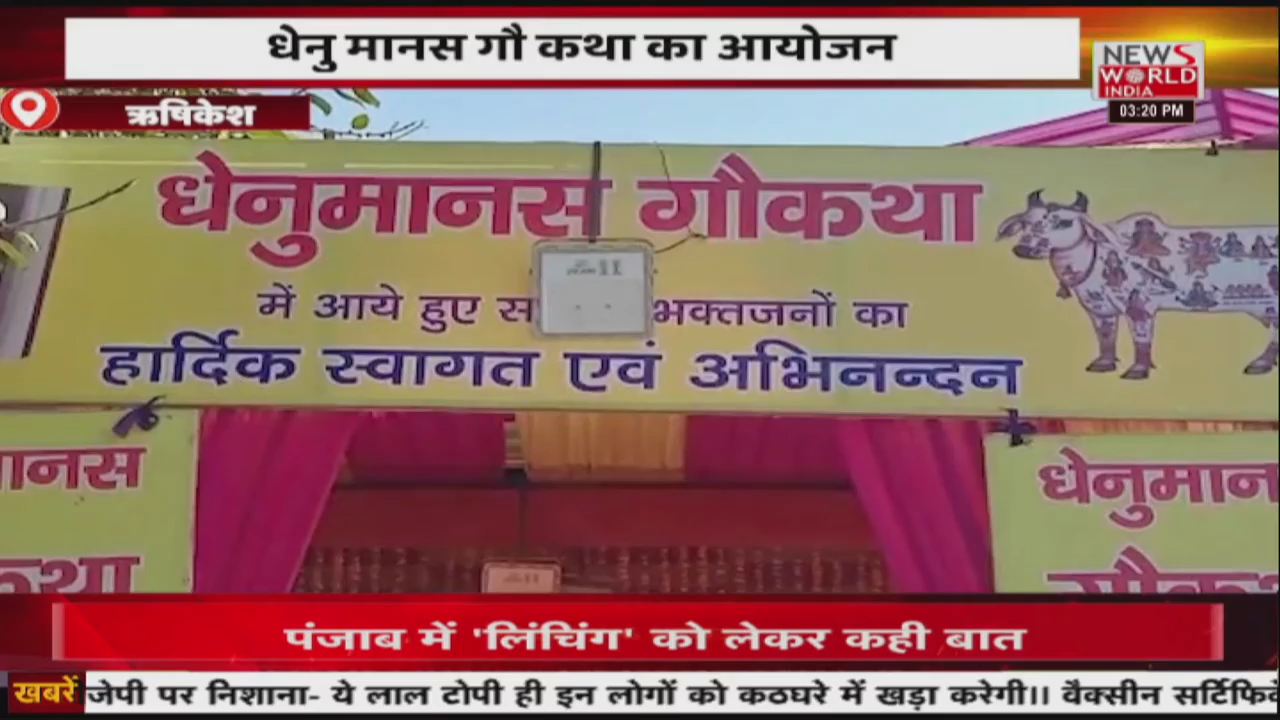 धेनु मानस गौ कथा का आयोजन
NEWS
WORLD
INDIA
03:20 PM
ऋषिकेश
धेनुमानस गौकथा
में आये हुए भक्तजनों का
हार्दिक स्वागत एवं अभिनन्दन
मानस
कथा
धेनुमान
पंजाब में 'लिंचिंग' को लेकर कही बात
खबरें जेपी पर निशाना- ये लाल टोपी ही इन लोगों को कठघरे में खड़ा करेगी।। वैक्सीन